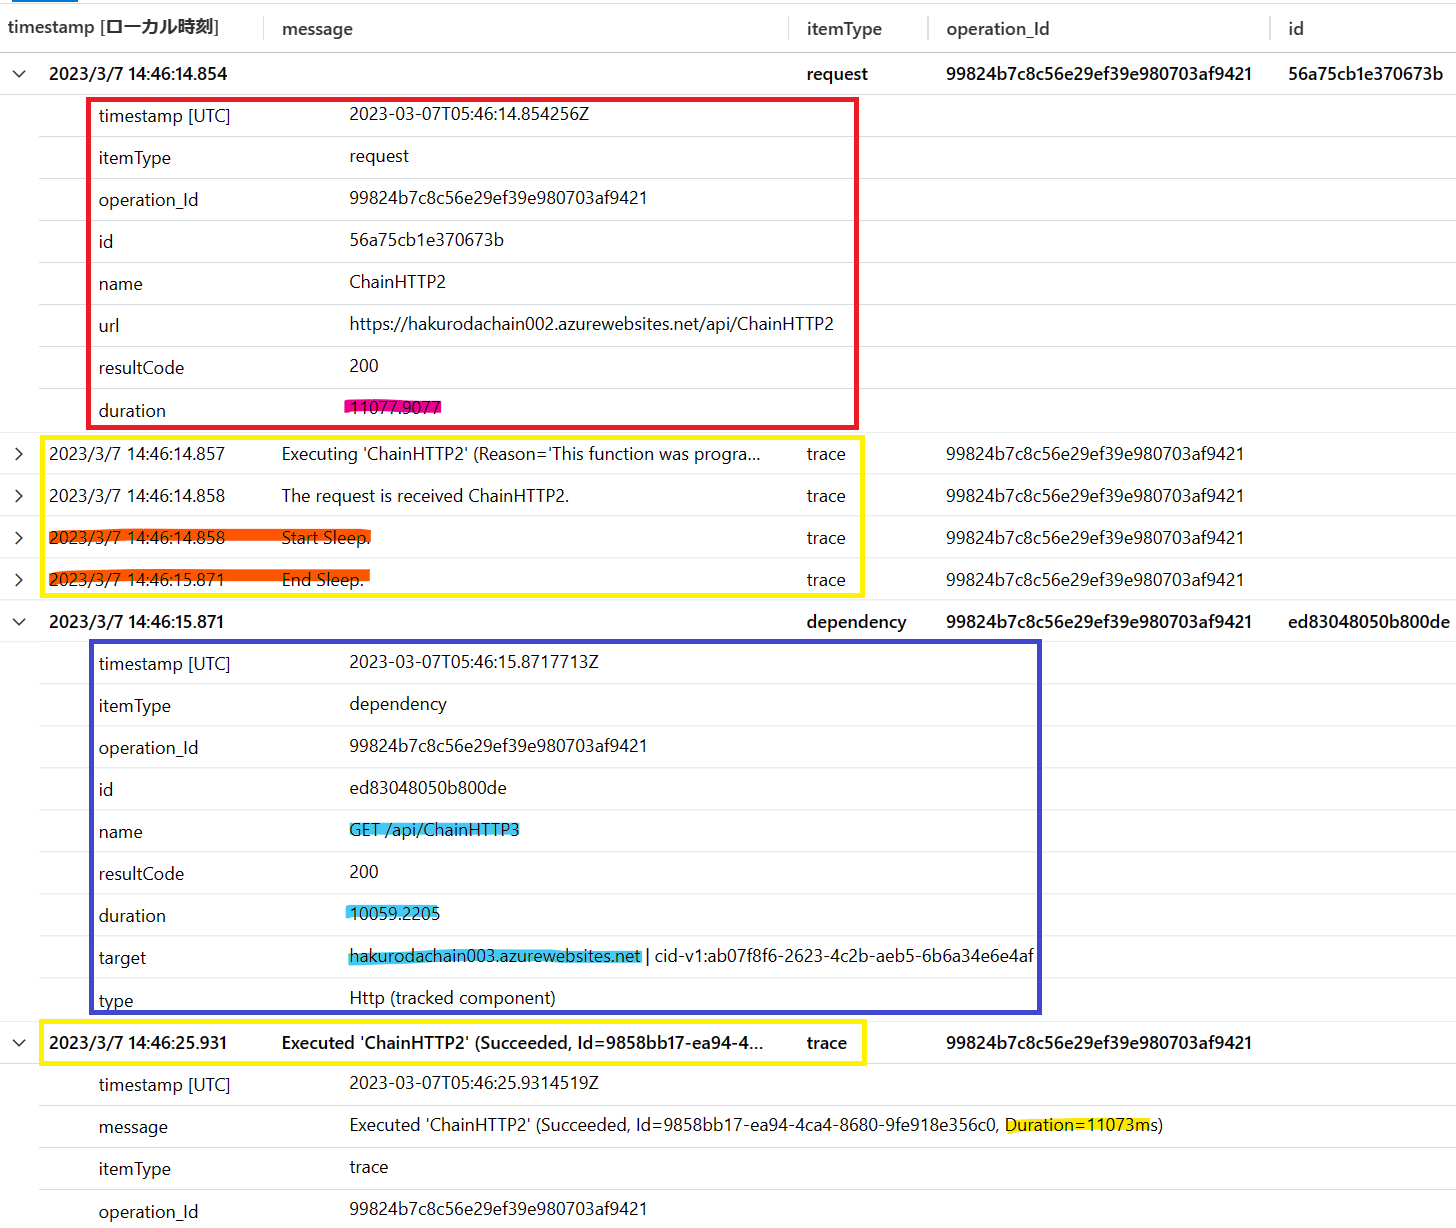 timestamp [ローカル時刻] message itemType operation_Id id
2023/3/7 14:46:14.854 request 99824b7c8c56e29ef39e980703af9421 56a75cb1e370673b
timestamp [UTC] 2023-03-07T05:46:14.854256Z
itemType request
operation_Id 99824b7c8c56e29ef39e980703af9421
id 56a75cb1e370673b
name ChainHTTP2
url https://hakurodachain002.azurewebsites.net/api/ChainHTTP2
resultCode 200
duration 11077.9077
2023/3/7 14:46:14.857 Executing 'ChainHTTP2' (Reason='This function was progra... trace 99824b7c8c56e29ef39e980703af9421
2023/3/7 14:46:14.858 The request is received ChainHTTP2. trace 99824b7c8c56e29ef39e980703af9421
2023/3/7 14:46:14.858 Start Sleep. trace 99824b7c8c56e29ef39e980703af9421
2023/3/7 14:46:15.871 End Sleep. trace 99824b7c8c56e29ef39e980703af9421
2023/3/7 14:46:15.871 dependency 99824b7c8c56e29ef39e980703af9421 ed83048050b800de
timestamp [UTC] 2023-03-07T05:46:15.8717713Z
itemType dependency
operation_Id 99824b7c8c56e29ef39e980703af9421
id ed83048050b800de
name GET /api/ChainHTTP3
resultCode 200
duration 10059.2205
target hakurodachain003.azurewebsites.net | cid-v1:ab07f8f6-2623-4c2b-aeb5-6b6a34e6e4af
type Http (tracked component)
2023/3/7 14:46:25.931 Executed 'ChainHTTP2' (Succeeded, Id=9858bb17-ea94-4... trace 99824b7c8c56e29ef39e980703af9421
timestamp [UTC] 2023-03-07T05:46:25.9314519Z
message Executed 'ChainHTTP2' (Succeeded, Id=9858bb17-ea94-4ca4-8680-9fe918e356c0, Duration=11073ms)
itemType trace
operation_Id 99824b7c8c56e29ef39e980703af9421